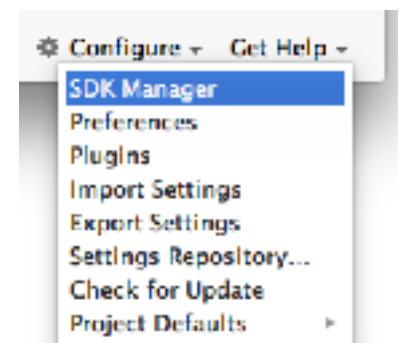 Configure Get Help
SDK Manager
Preferences
Plugins
Import Settings
Export Settings
Settings Repository...
Check for Update
Project Defaults